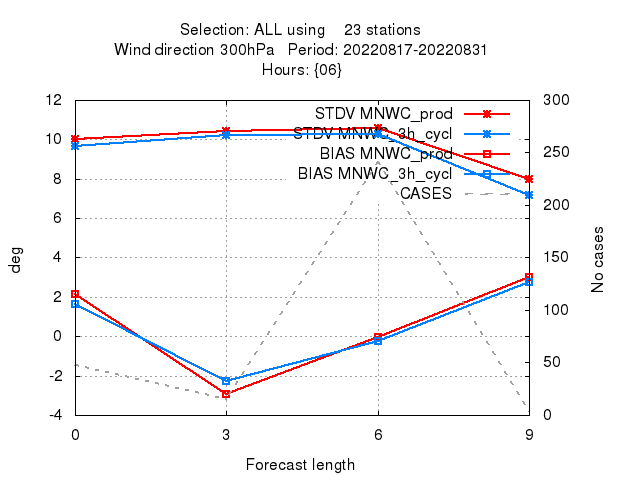 Selection: ALL using 23 stations
Wind direction 300hPa Period: 20220817-20220831
Hours: {06}
12
10
8
6
4
2
0
-2
-4
300
250
200
150
100
50
0
STDV MNWC_prod
STDV MNWC_3h_cycl
BIAS MNWC_prod
BIAS MNWC_3h_cycl
CASES
deg
No cases
0 3 6 9
Forecast length